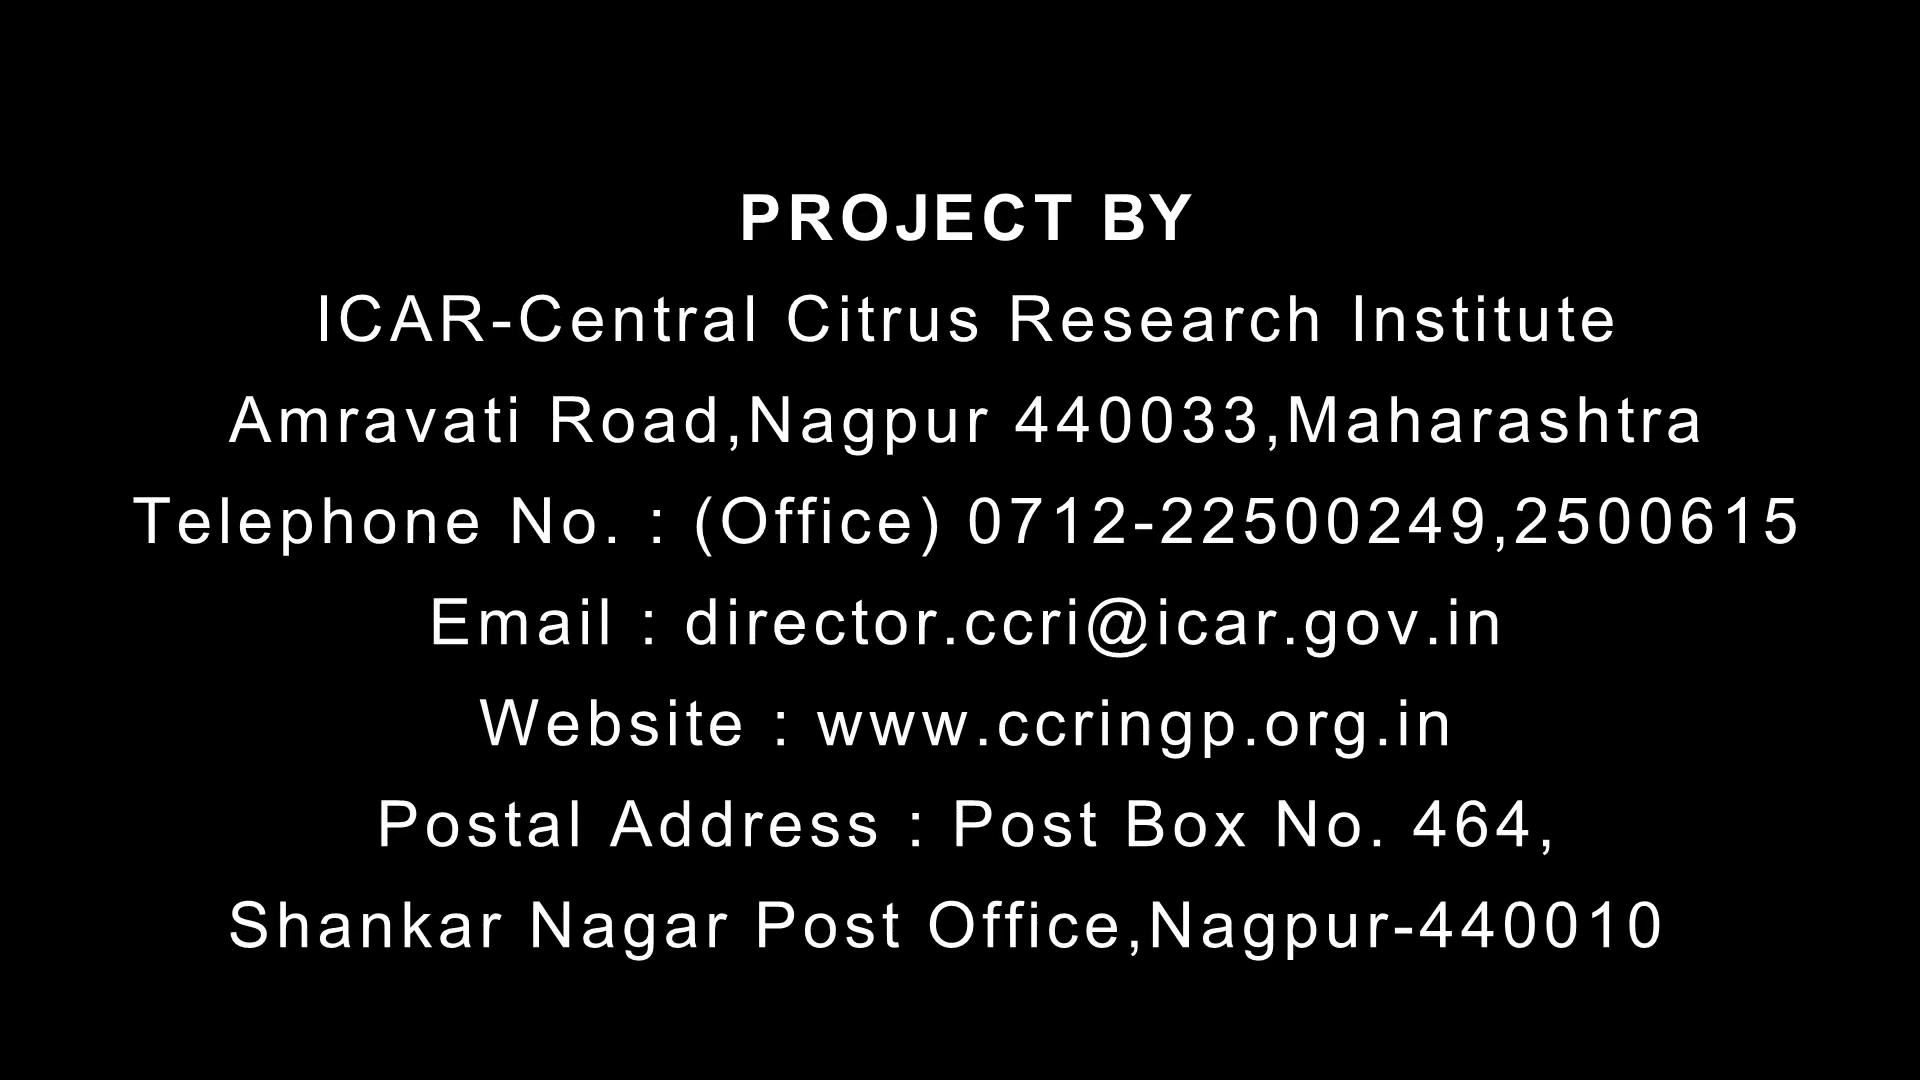 PROJECT BY
ICAR-Central Citrus Research Institute
Amravati Road,Nagpur 440033,Maharashtra
Telephone No. : (Office) 0712-22500249,2500615
Email : director.ccri@icar.gov.in
Website : www.ccringp.org.in
Postal Address : Post Box No. 464,
Shankar Nagar Post Office,Nagpur-440010